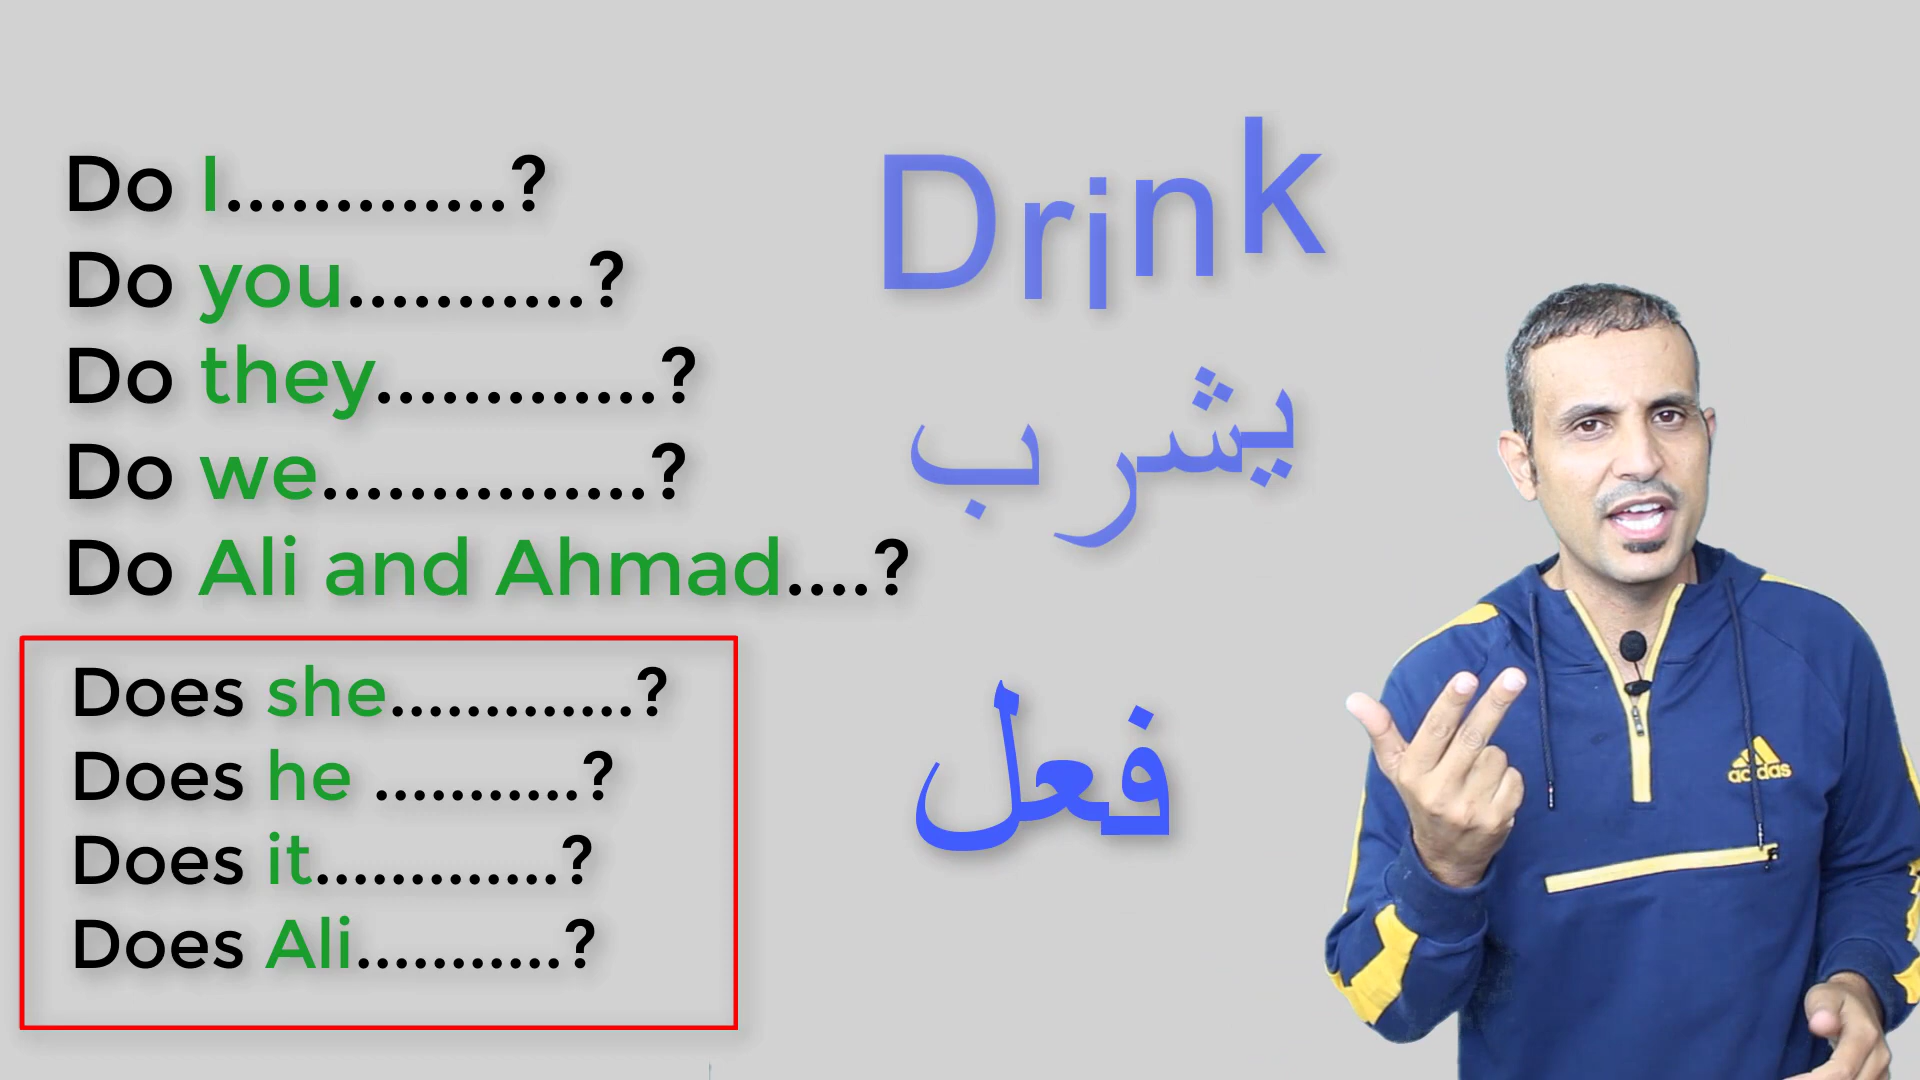 Do I.............?
Do you...........?
Do they.............?
Do we...............?
Do Ali and Ahmad....?
Does she.............?
Does he ...........?
Does it.............?
Does Ali...........?
Drink
يشرب
فعل
adidas